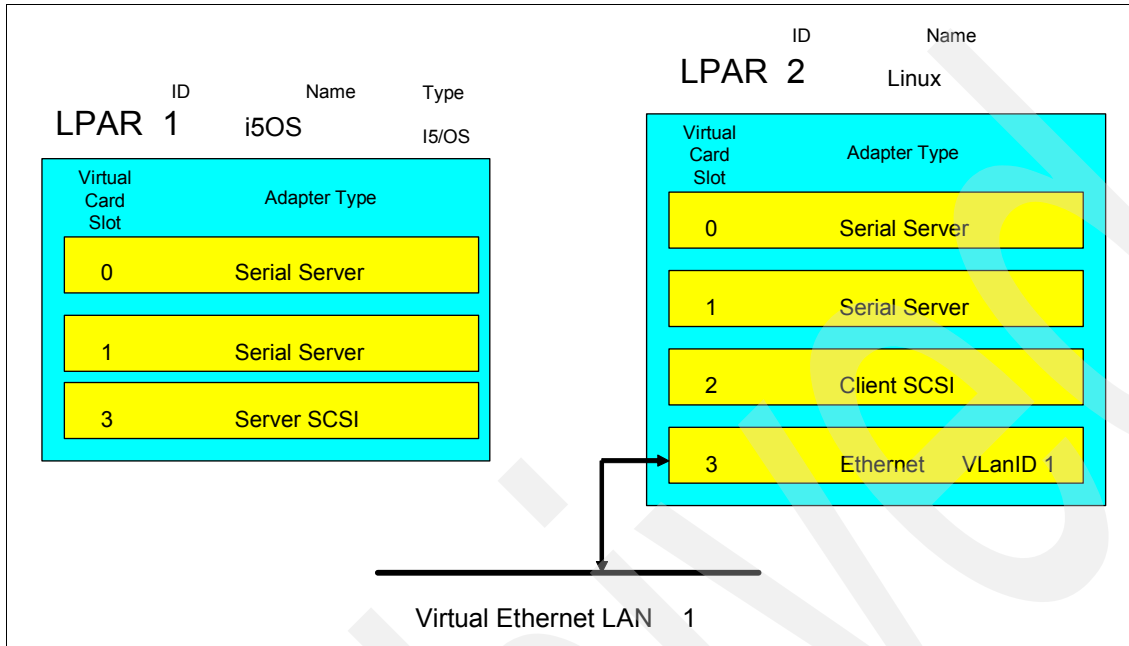 ID Name Type
LPAR 1 i5OS I5/OS
Virtual
Card
Slot
Adapter Type
0 Serial Server
1 Serial Server
3 Server SCSI
ID Name
LPAR 2 Linux
Virtual
Card
Slot
Adapter Type
0 Serial Server
1 Serial Server
2 Client SCSI
3 Ethernet VLanID 1
Virtual Ethernet LAN 1